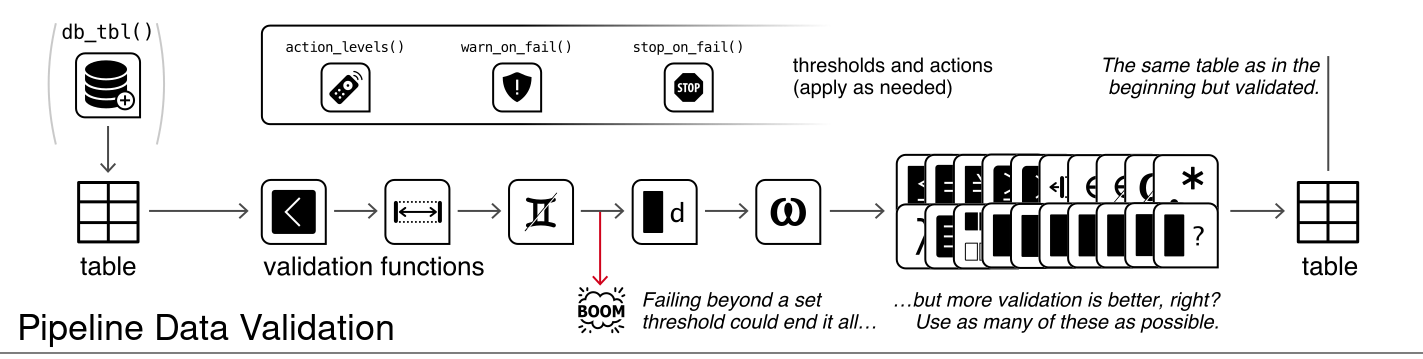 db_tbl()
action_levels()
warn_on_fail()
stop_on_fail()
STOP
thresholds and actions
(apply as needed)
The same table as in the
beginning but validated.
d
ω
*
?
table
validation functions
table
BOOM
Failing beyond a set
threshold could end it all…
…but more validation is better, right?
Use as many of these as possible.
Pipeline Data Validation